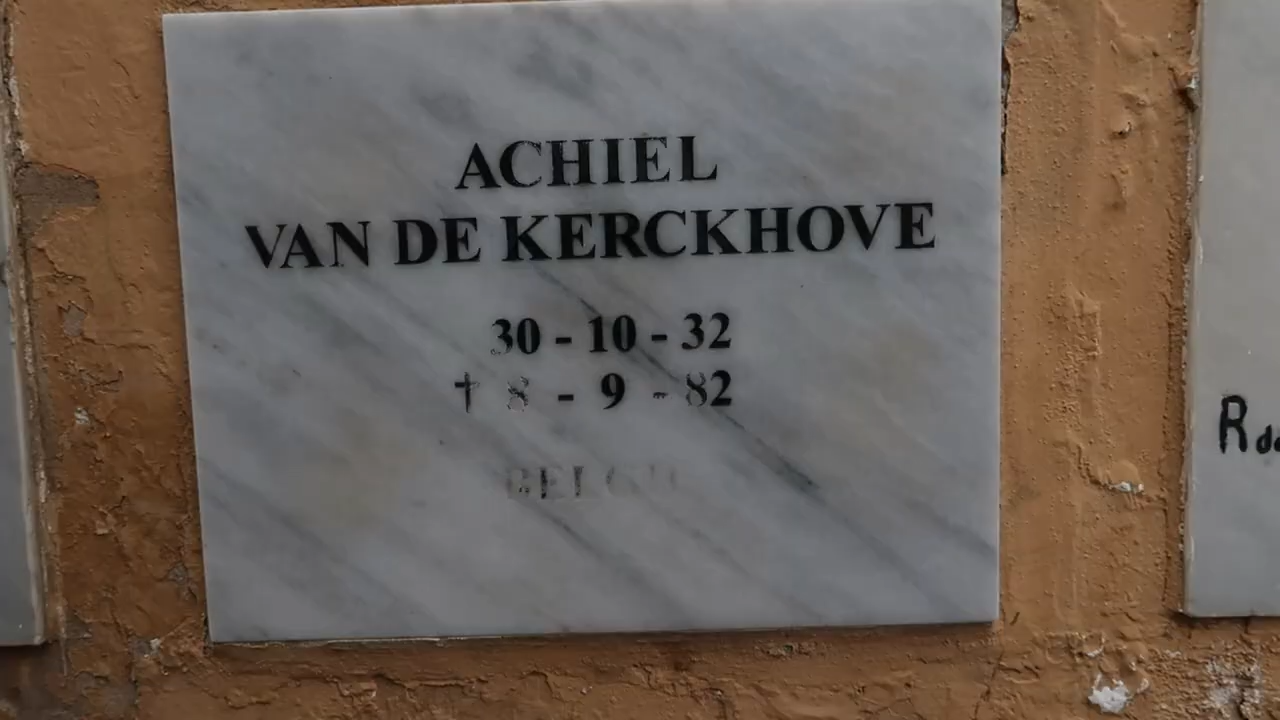 ACHIEL
VAN DE KERCKHOVE
30 - 10 - 32
† 8 - 9 - 82
R